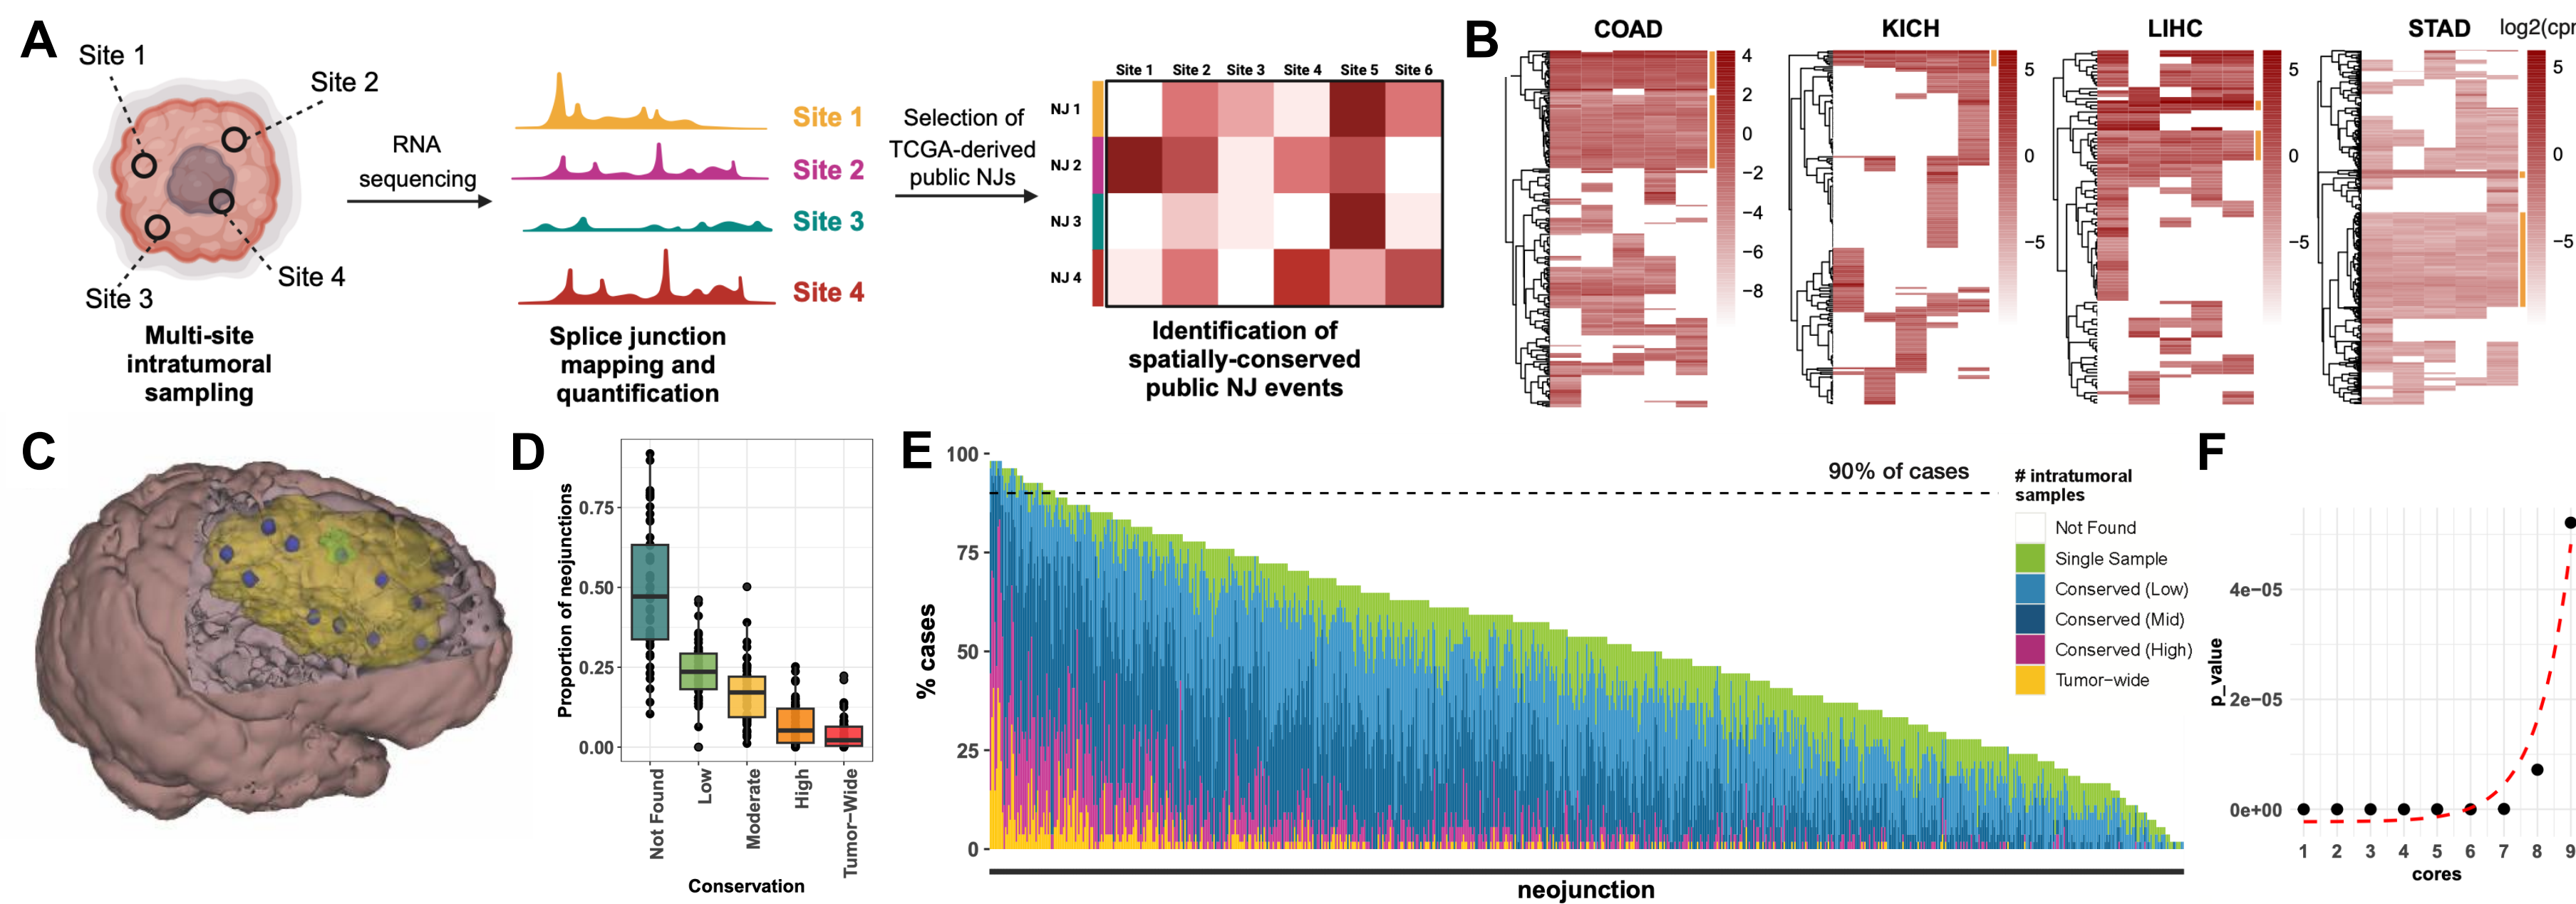 A
Site 1
Site 2
Site 3
Site 4
Multi-site
intratumoral
sampling
RNA
sequencing
Site 1
Site 2
Site 3
Site 4
Splice junction
mapping and
quantification
Selection of
TCGA-derived
public NJs
Site 1 Site 2 Site 3 Site 4 Site 5 Site 6
NJ 1
NJ 2
NJ 3
NJ 4
Identification of
spatially-conserved
public NJ events
B
COAD
4
2
0
−2
−4
−6
−8
KICH
5
0
−5
LIHC
5
0
−5
STAD
log2(cpm
5
0
−5
C
D
Proportion of neojunctions
0.75
0.50
0.25
0.00
Not Found
Low
Moderate
High
Tumor−Wide
Conservation
E
% cases
100
75
50
25
0
90% of cases
neojunction
# intratumoral
samples
Not Found
Single Sample
Conserved (Low)
Conserved (Mid)
Conserved (High)
Tumor−wide
F
p_value
4e−05
2e−05
0e+00
1 2 3 4 5 6 7 8 9
cores